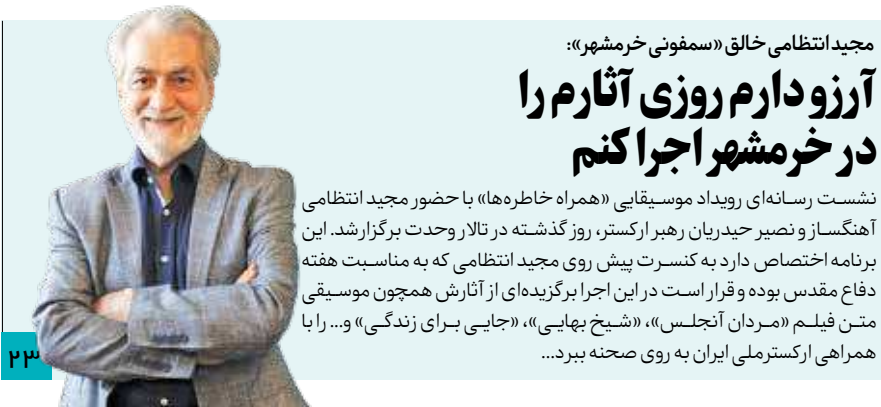 مجید انتظامی خالق «سمفونی خرمشهر»:
آرزو دارم روزی آثارم را
در خرمشهر اجرا کنم
نشست رسانه‌ای رویداد موسیقایی «همراه خاطره‌ها» با حضور مجید انتظامی
آهنگساز و نصیر حیدریان رهبر ارکستر، روز گذشته در تالار وحدت برگزار شد. این
برنامه اختصاص دارد به کنسرت پیش روی مجید انتظامی که به مناسبت هفته
دفاع مقدس بوده و قرار است در این اجرا برگزیده‌ای از آثارش همچون موسیقی
متن فیلم «مردان آنجلس»، «شیخ بهایی»، «جایی برای زندگی» و... را با
همراهی ارکستر ملی ایران به روی صحنه ببرد...
۲۳